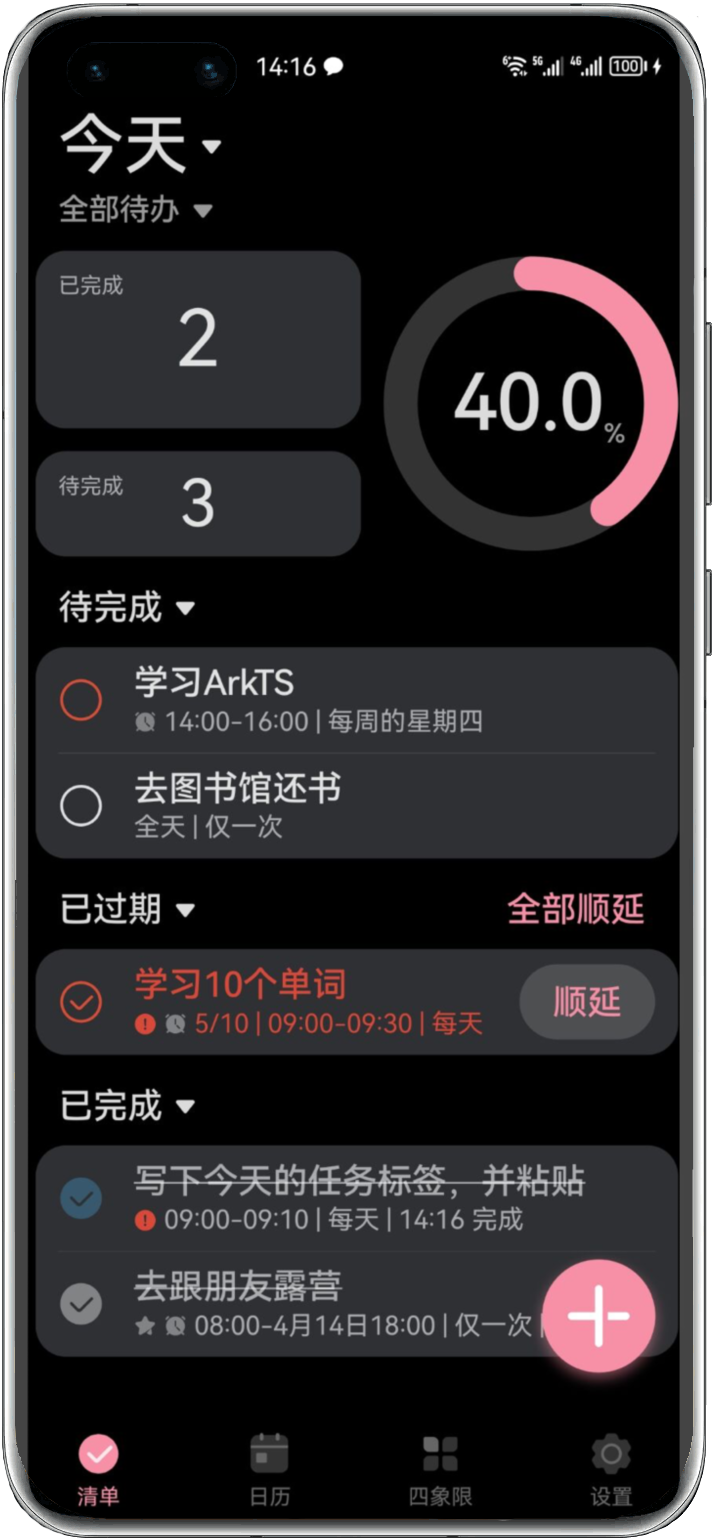 14:16
6 5G 4G 100
今天
全部待办
已完成
2
待完成
3
40.0%
待完成
学习ArkTS
14:00-16:00 | 每周的星期四
去图书馆还书
全天 | 仅一次
已过期
全部顺延
学习10个单词
5/10 | 09:00-09:30 | 每天
顺延
已完成
写下今天的任务标签，并粘贴
09:00-09:10 | 每天 | 14:16 完成
去跟朋友露营
08:00-4月14日18:00 | 仅一次 |
清单
日历
四象限
设置